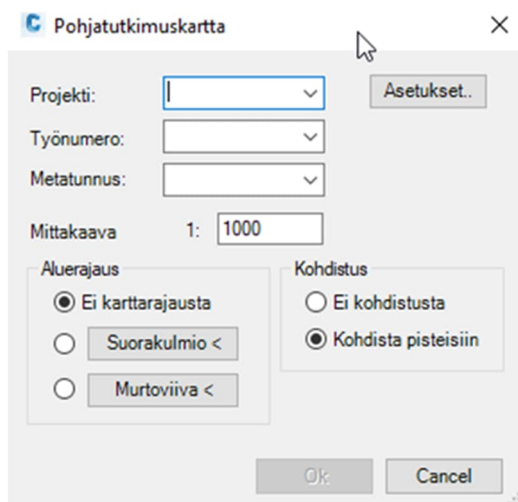 C Pohjatutkimuskartta
Projekti:
Asetukset..
Työnumero:
Metatunnus:
Mittakaava 1: 1000
Aluerajaus
Ei karttarajausta
Suorakulmio <
Murtoviiva <
Kohdistus
Ei kohdistusta
Kohdista pisteisiin
Ok
Cancel